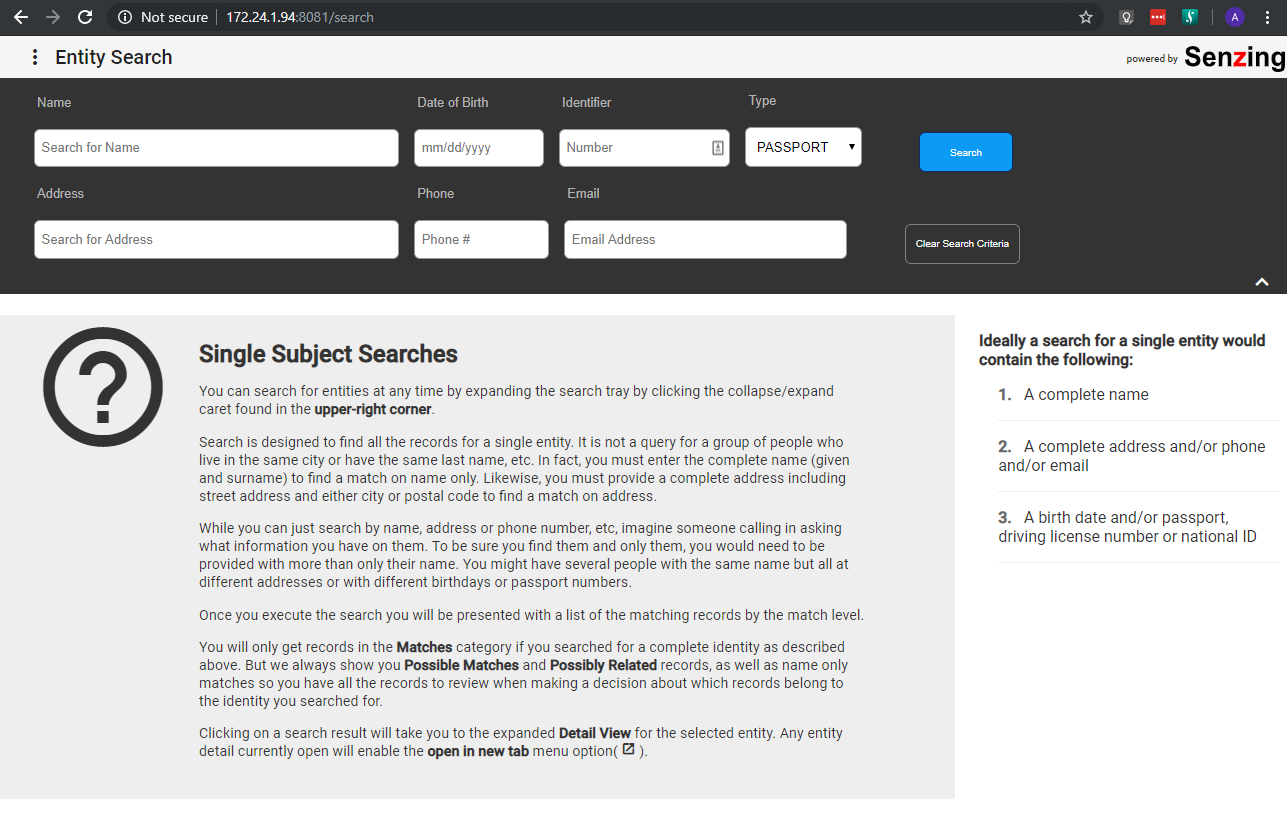 Not secure | 172.24.1.94:8081/search
A
Entity Search
powered by Senzing
Name Date of Birth Identifier Type
Search for Name mm/dd/yyyy Number PASSPORT Search
Address Phone Email
Search for Address Phone # Email Address Clear Search Criteria
?
Single Subject Searches
You can search for entities at any time by expanding the search tray by clicking the collapse/expand
caret found in the upper-right corner.
Search is designed to find all the records for a single entity. It is not a query for a group of people who
live in the same city or have the same last name, etc. In fact, you must enter the complete name (given
and surname) to find a match on name only. Likewise, you must provide a complete address including
street address and either city or postal code to find a match on address.
While you can just search by name, address or phone number, etc, imagine someone calling in asking
what information you have on them. To be sure you find them and only them, you would need to be
provided with more than only their name. You might have several people with the same name but all at
different addresses or with different birthdays or passport numbers.
Once you execute the search you will be presented with a list of the matching records by the match level.
You will only get records in the Matches category if you searched for a complete identity as described
above. But we always show you Possible Matches and Possibly Related records, as well as name only
matches so you have all the records to review when making a decision about which records belong to
the identity you searched for.
Clicking on a search result will take you to the expanded Detail View for the selected entity. Any entity
detail currently open will enable the open in new tab menu option( ).
Ideally a search for a single entity would
contain the following:
1. A complete name
2. A complete address and/or phone
and/or email
3. A birth date and/or passport,
driving license number or national ID